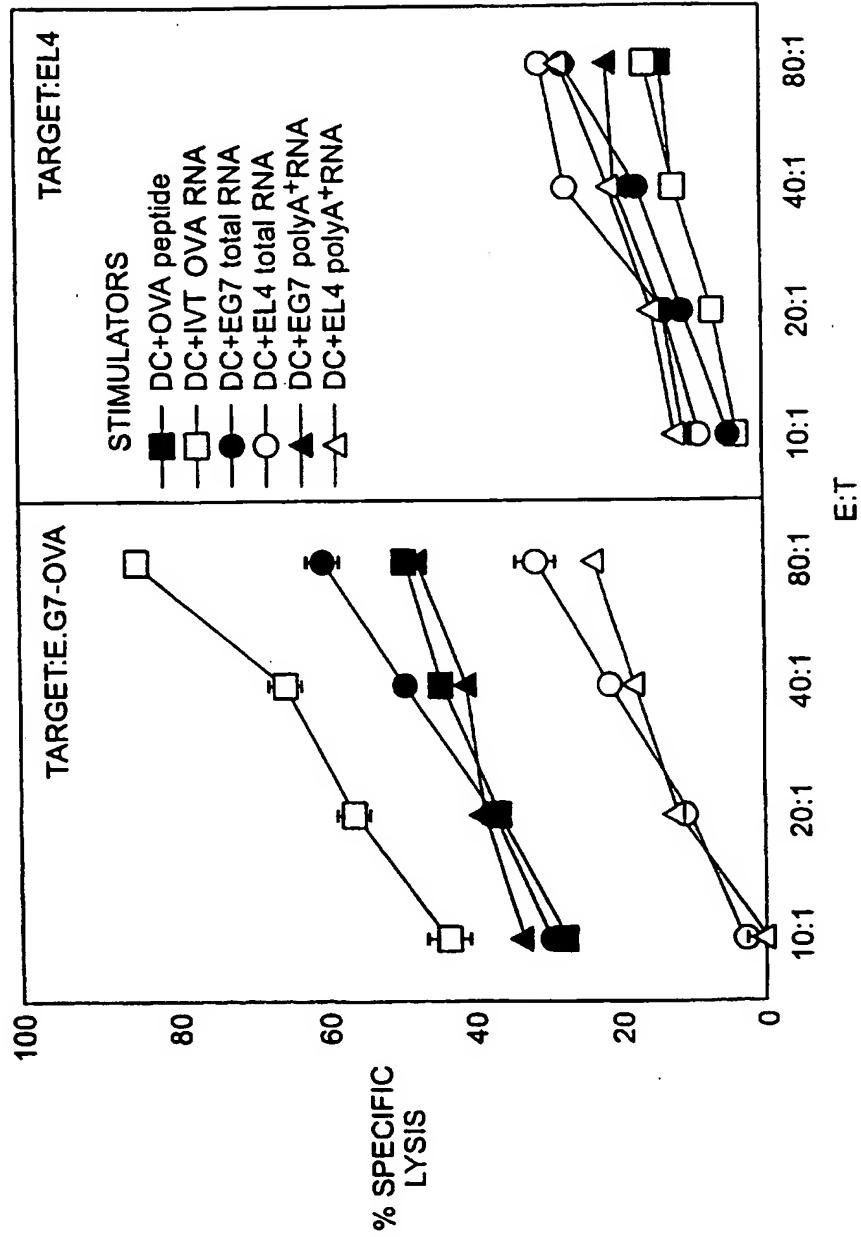 TARGET:E.G7-OVA
TARGET:EL4
STIMULATORS
DC+OVA peptide
DC+IVT OVA RNA
DC+EG7 total RNA
DC+EL4 total RNA
DC+EG7 polyA+RNA
DC+EL4 polyA+RNA
% SPECIFIC
LYSIS
100
80
60
40
20
0
10:1
20:1
40:1
80:1
10:1
20:1
40:1
80:1
E:T